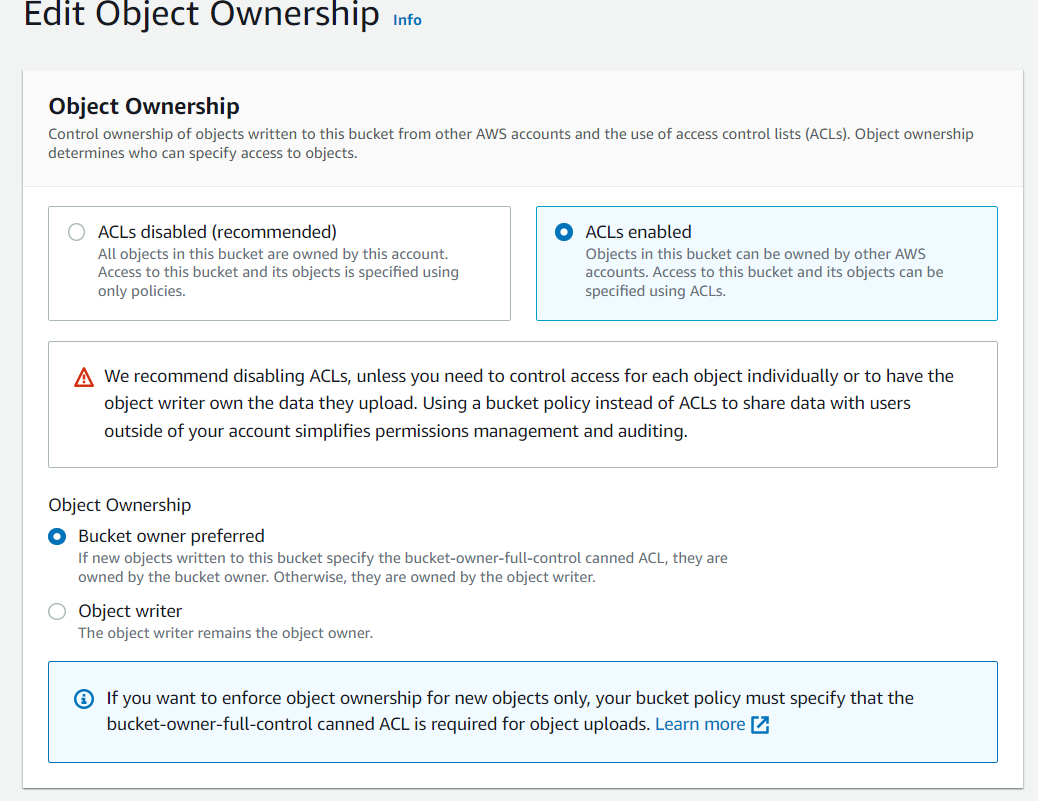 Edit Object Ownership Info
Object Ownership
Control ownership of objects written to this bucket from other AWS accounts and the use of access control lists (ACLs). Object ownership
determines who can specify access to objects.
ACLs disabled (recommended)
All objects in this bucket are owned by this account.
Access to this bucket and its objects is specified using
only policies.
ACLs enabled
Objects in this bucket can be owned by other AWS
accounts. Access to this bucket and its objects can be
specified using ACLs.
We recommend disabling ACLs, unless you need to control access for each object individually or to have the
object writer own the data they upload. Using a bucket policy instead of ACLs to share data with users
outside of your account simplifies permissions management and auditing.
Object Ownership
Bucket owner preferred
If new objects written to this bucket specify the bucket-owner-full-control canned ACL, they are
owned by the bucket owner. Otherwise, they are owned by the object writer.
Object writer
The object writer remains the object owner.
If you want to enforce object ownership for new objects only, your bucket policy must specify that the
bucket-owner-full-control canned ACL is required for object uploads. Learn more